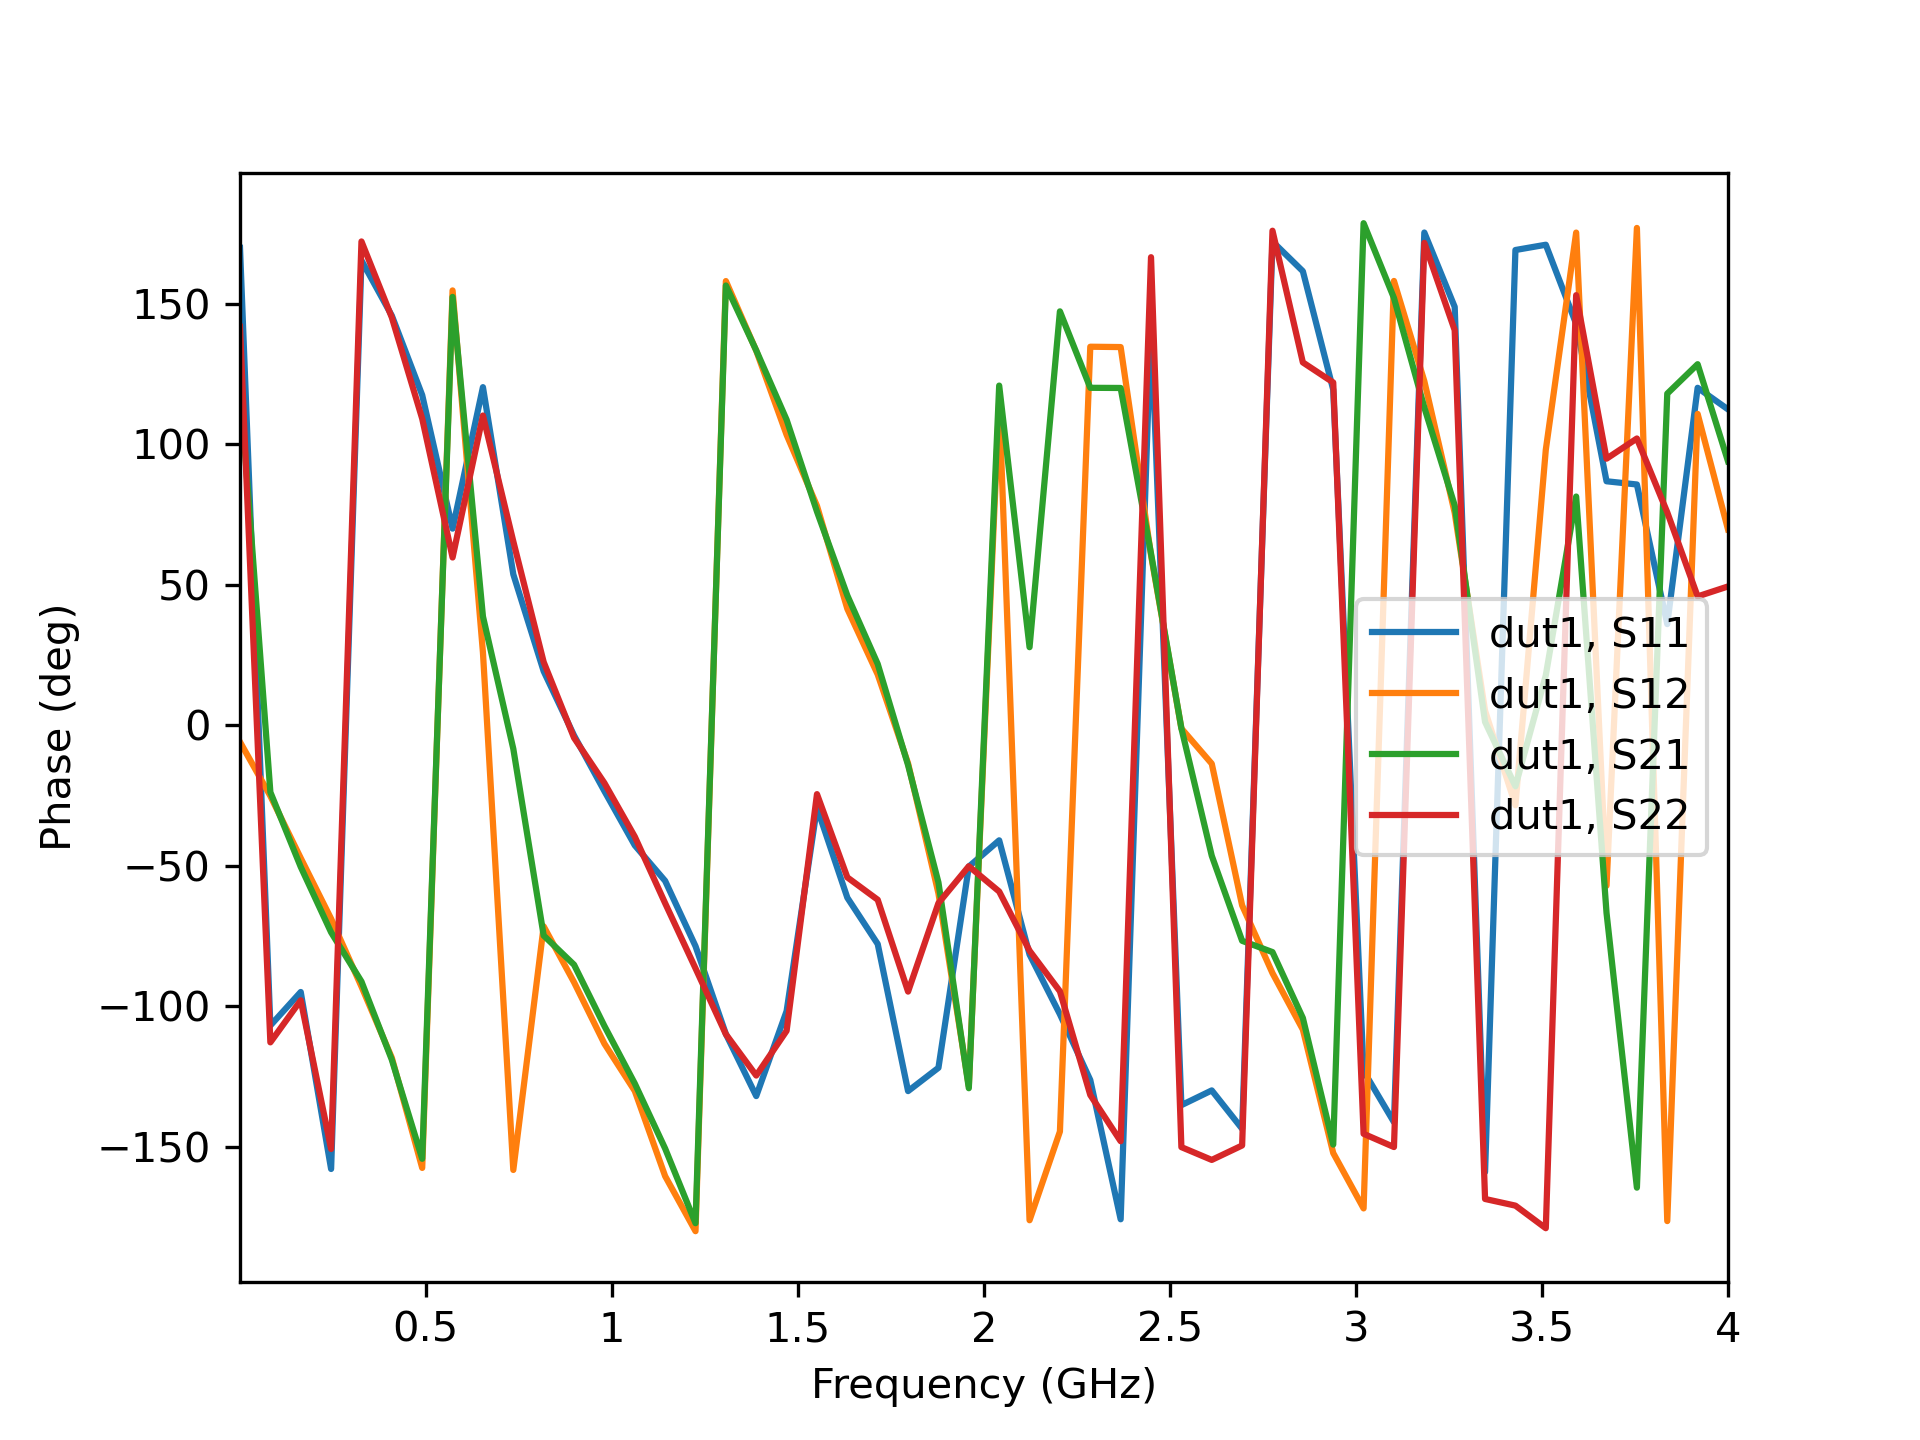 150
100
50
0
−50
−100
−150
Phase (deg)
dut1, S11
dut1, S12
dut1, S21
dut1, S22
0.5 1 1.5 2 2.5 3 3.5 4
Frequency (GHz)